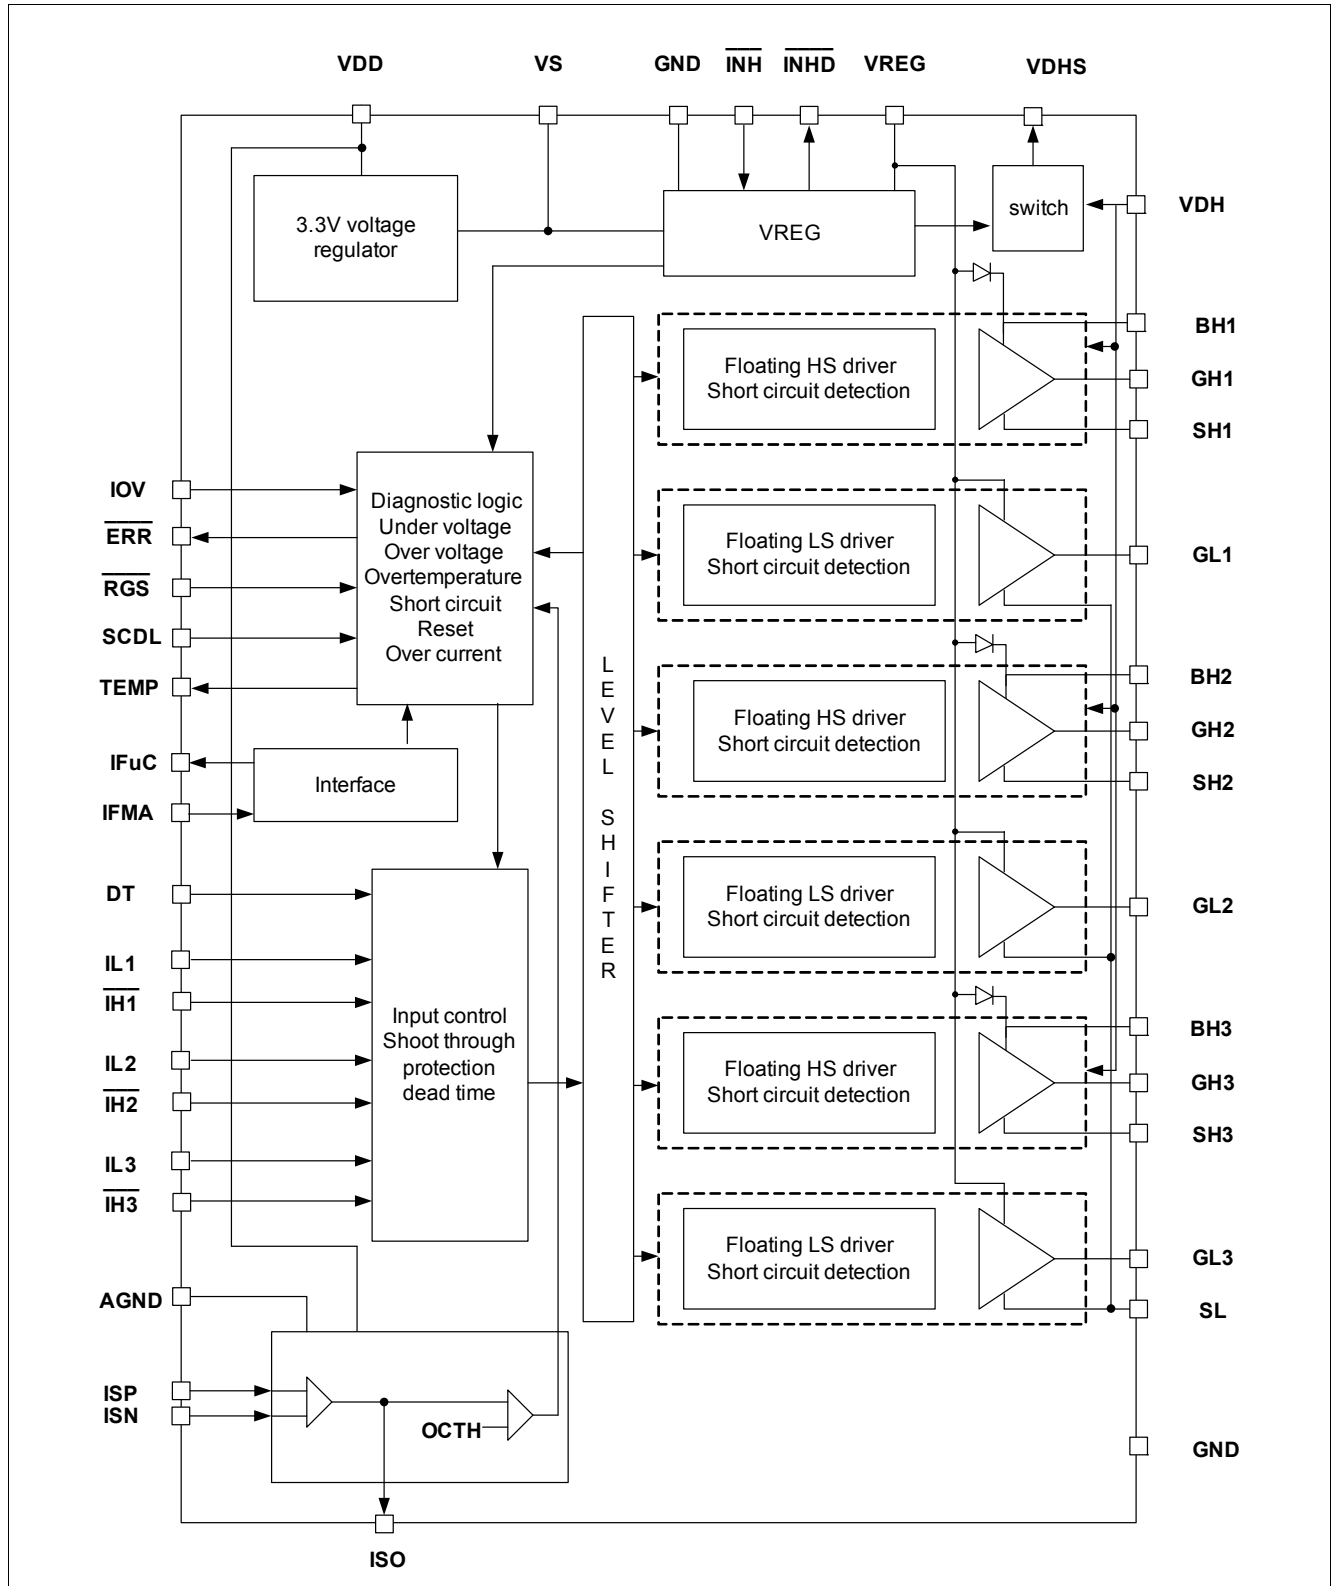 VDD VS GND INH INHD VREG VDHS
3.3V voltage
regulator
VREG
switch
VDH
Floating HS driver
Short circuit detection
BH1
GH1
SH1
IOV
ERR
RGS
SCDL
TEMP
Diagnostic logic
Under voltage
Over voltage
Overtemperature
Short circuit
Reset
Over current
Floating LS driver
Short circuit detection
GL1
IFuC
IFMA
Interface
LEVEL SHIFTER
Floating HS driver
Short circuit detection
BH2
GH2
SH2
DT
IL1
IH1
IL2
IH2
IL3
IH3
Input control
Shoot through
protection
dead time
Floating LS driver
Short circuit detection
GL2
Floating HS driver
Short circuit detection
BH3
GH3
SH3
Floating LS driver
Short circuit detection
GL3
SL
AGND
ISP
ISN
OCTH
GND
ISO